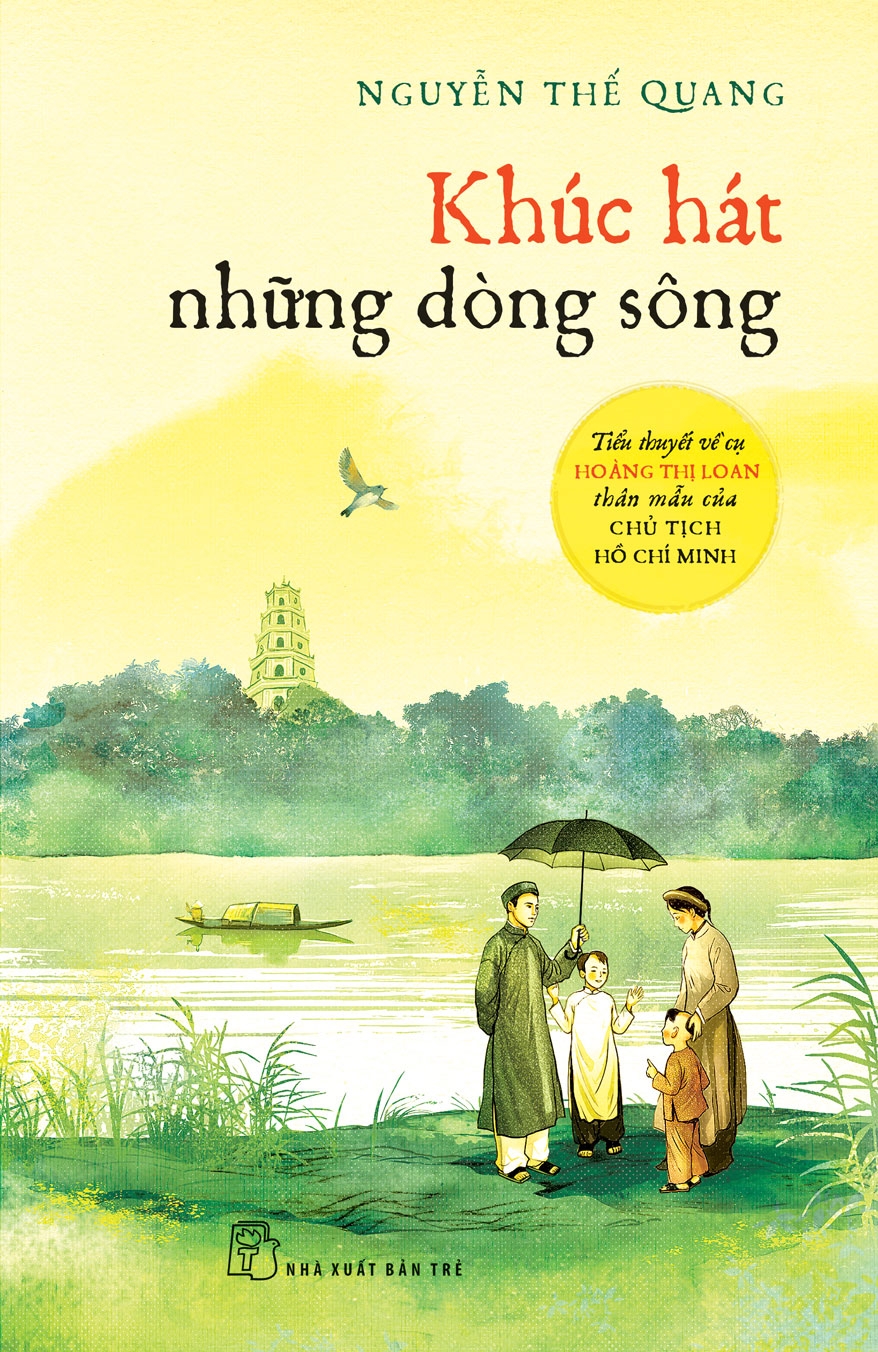 NGUYỄN THẾ QUANG
Khúc hát
những dòng sông
Tiểu thuyết về cụ
HOÀNG THỊ LOAN
thân mẫu của
CHỦ TỊCH
HỒ CHÍ MINH
T
NHÀ XUẤT BẢN TRẺ